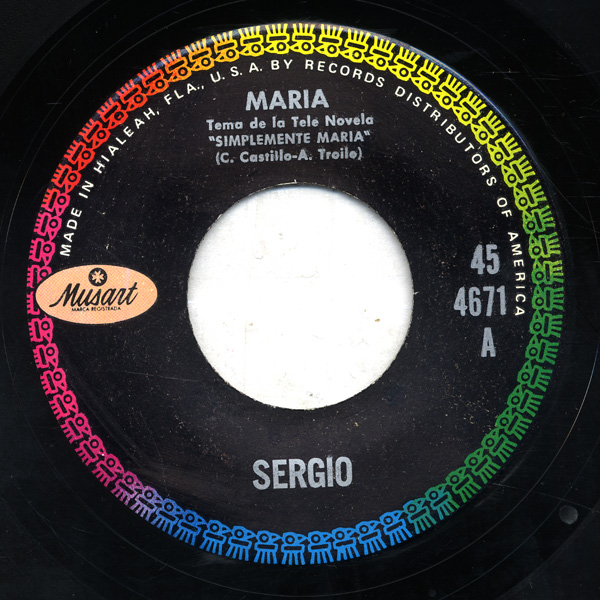 MADE IN HIALEAH, FLA., U.S.A. BY RECORDS DISTRIBUTORS OF AMERICA
MARIA
Tema de la Tele Novela
"SIMPLEMENTE MARIA"
(C. Castillo-A. Troilo)
45
4671
A
Musart
MARCA REGISTRADA
SERGIO